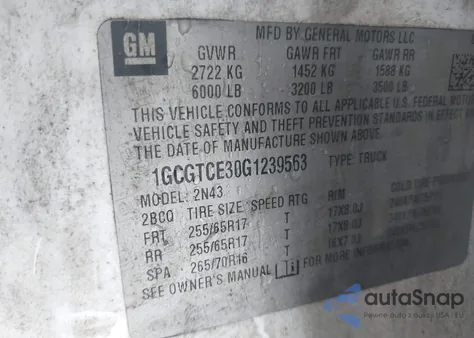 MFD BY GENERAL MOTORS LLC
GM
GVWR GAWR FRT GAWR RR
2722 KG 1452 KG 1588 KG
6000 LB 3200 LB 3500 LB
THIS VEHICLE CONFORMS TO ALL APPLICABLE U.S. FEDERAL MOTOR
VEHICLE SAFETY AND THEFT PREVENTION STANDARDS IN EFFECT
THE DATE OF MANUFACTURE SHOWN ABOVE.
1GCGTCE30G1239563 TYPE: TRUCK
MODEL: 2N43
2BCQ TIRE SIZE SPEED RTG RIM
FRT 255/65R17 T 17X8.0J
RR 255/65R17 T 17X8.0J
SPA 265/70R16 T 16X7.0J
SEE OWNER'S MANUAL FOR MORE INFORMATION.
autoSnap